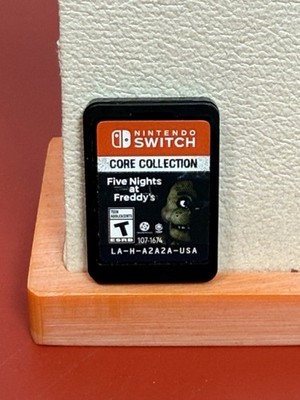 NINTENDO
SWITCH
CORE COLLECTION
Five Nights
at
Freddy's
TEEN
T
ESRB
107-1674
LA-H-A2A2A-USA